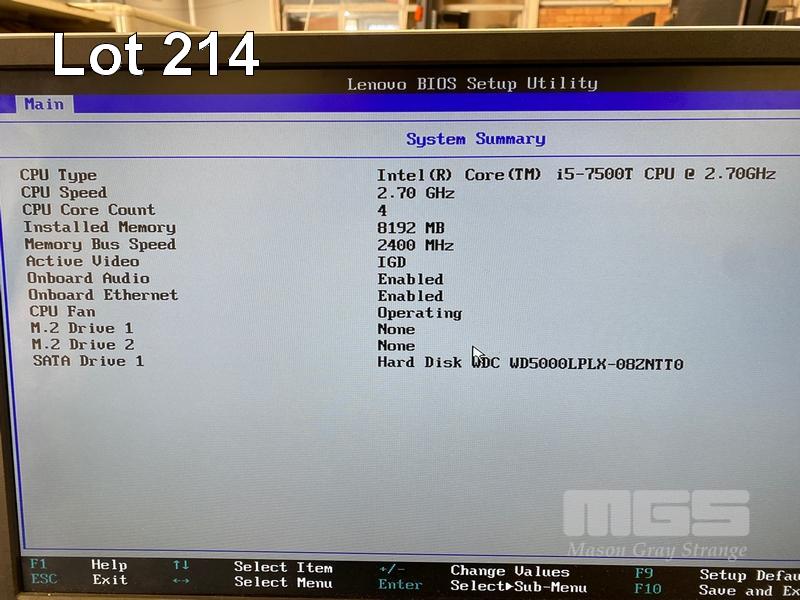 Lot 214
Lenovo BIOS Setup Utility
Main
System Summary
CPU Type Intel(R) Core(TM) i5-7500T CPU @ 2.70GHz
CPU Speed 2.70 GHz
CPU Core Count 4
Installed Memory 8192 MB
Memory Bus Speed 2400 MHz
Active Video IGD
Onboard Audio Enabled
Onboard Ethernet Enabled
CPU Fan Operating
M.2 Drive 1 None
M.2 Drive 2 None
SATA Drive 1 Hard Disk WDC WD5000LPLX-08ZNTT0
MGS
Mason Gray Strange
F1 Help ↑↓ Select Item +/- Change Values F9 Setup Defau
ESC Exit ←→ Select Menu Enter Select▶Sub-Menu F10 Save and Ex